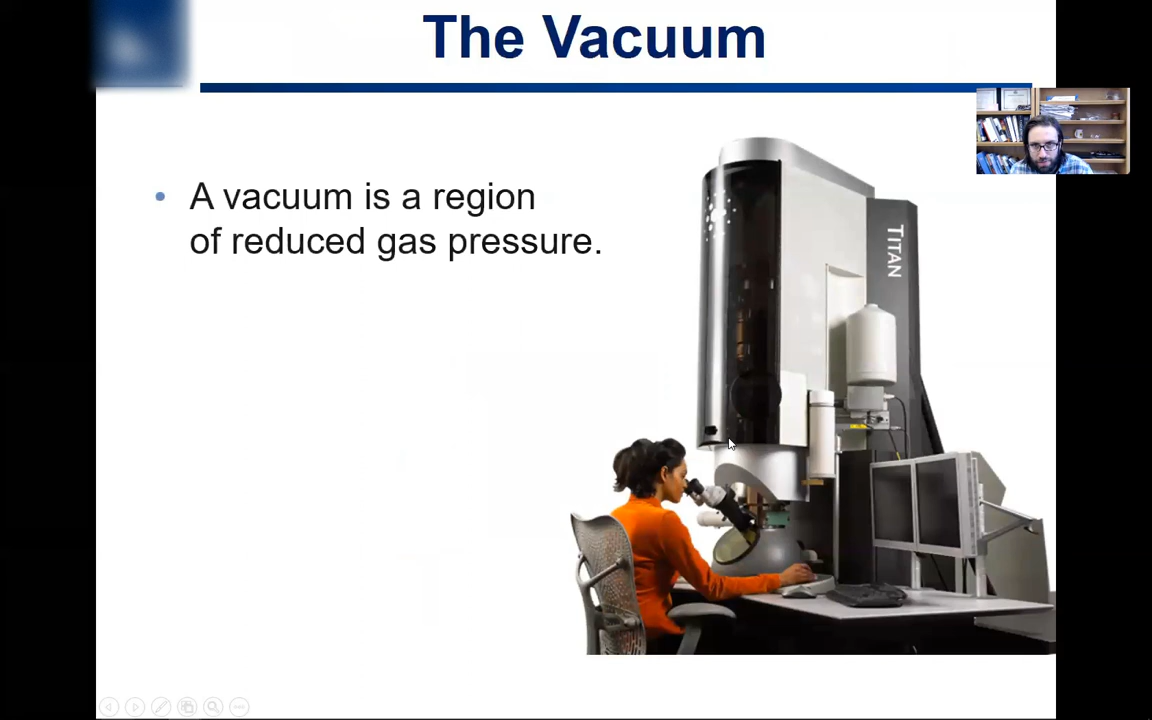 The Vacuum
• A vacuum is a region
of reduced gas pressure.
TITAN